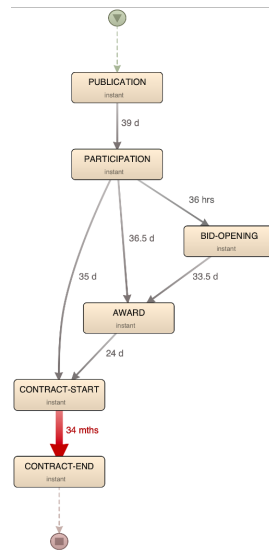 PUBLICATION
instant
39 d
PARTICIPATION
instant
36 hrs
36.5 d
BID-OPENING
instant
35 d
33.5 d
AWARD
instant
24 d
CONTRACT-START
instant
34 mths
CONTRACT-END
instant